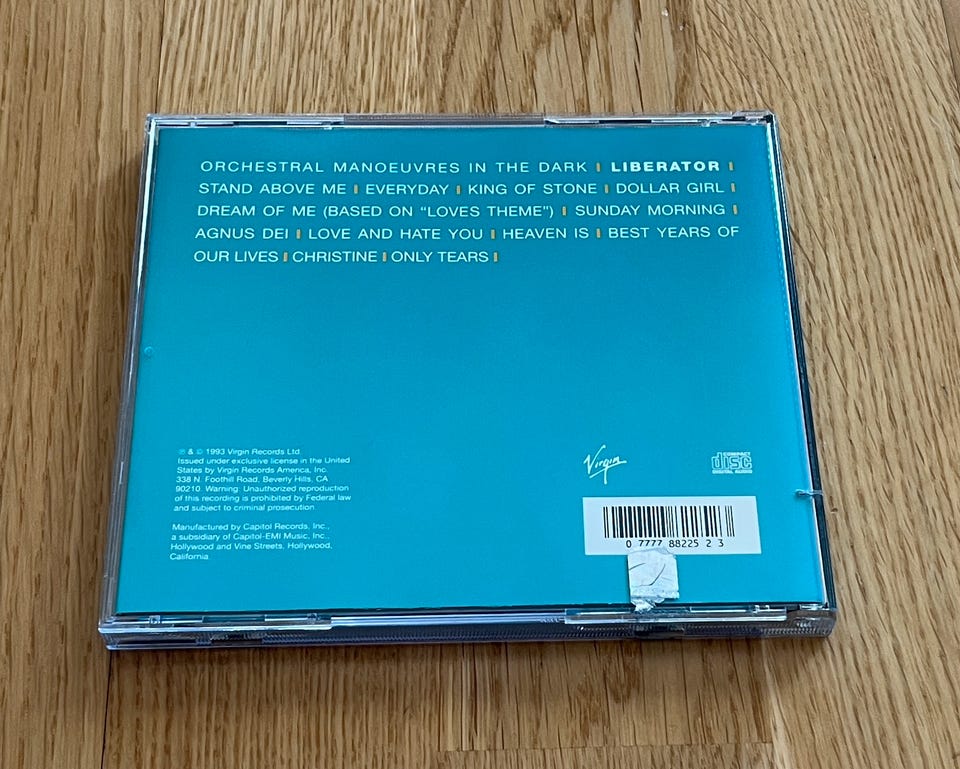 ORCHESTRAL MANOEUVRES IN THE DARK | LIBERATOR |
STAND ABOVE ME | EVERYDAY | KING OF STONE | DOLLAR GIRL |
DREAM OF ME (BASED ON “LOVES THEME”) | SUNDAY MORNING |
AGNUS DEI | LOVE AND HATE YOU | HEAVEN IS | BEST YEARS OF
OUR LIVES | CHRISTINE | ONLY TEARS |
℗ & © 1993 Virgin Records Ltd.
Issued under exclusive license in the United
States by Virgin Records America, Inc.
338 N. Foothill Road, Beverly Hills, CA
90210. Warning: Unauthorized reproduction
of this recording is prohibited by Federal law
and subject to criminal prosecution.
Manufactured by Capitol Records, Inc.,
a subsidiary of Capitol-EMI Music, Inc.,
Hollywood and Vine Streets, Hollywood,
California.
Virgin
COMPACT
disc
DIGITAL AUDIO
0 7777 88225 2 3